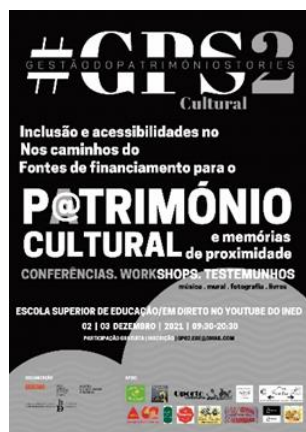 #GPS2
GESTÃODOPATRIMÓNIOSTORIES
Cultural
Inclusão e acessibilidades no
Nos caminhos do
Fontes de financiamento para o
P@TRIMÓNIO
CULTURAL e memórias
de proximidade
CONFERÊNCIAS. WORKSHOPS. TESTEMUNHOS
música . mural . fotografia . livros
ESCOLA SUPERIOR DE EDUCAÇÃO/EM DIRETO NO YOUTUBE DO INED
02 | 03 DEZEMBRO | 2021 | 09:30-20:30
PARTICIPAÇÃO GRATUITA | INSCRIÇÃO |